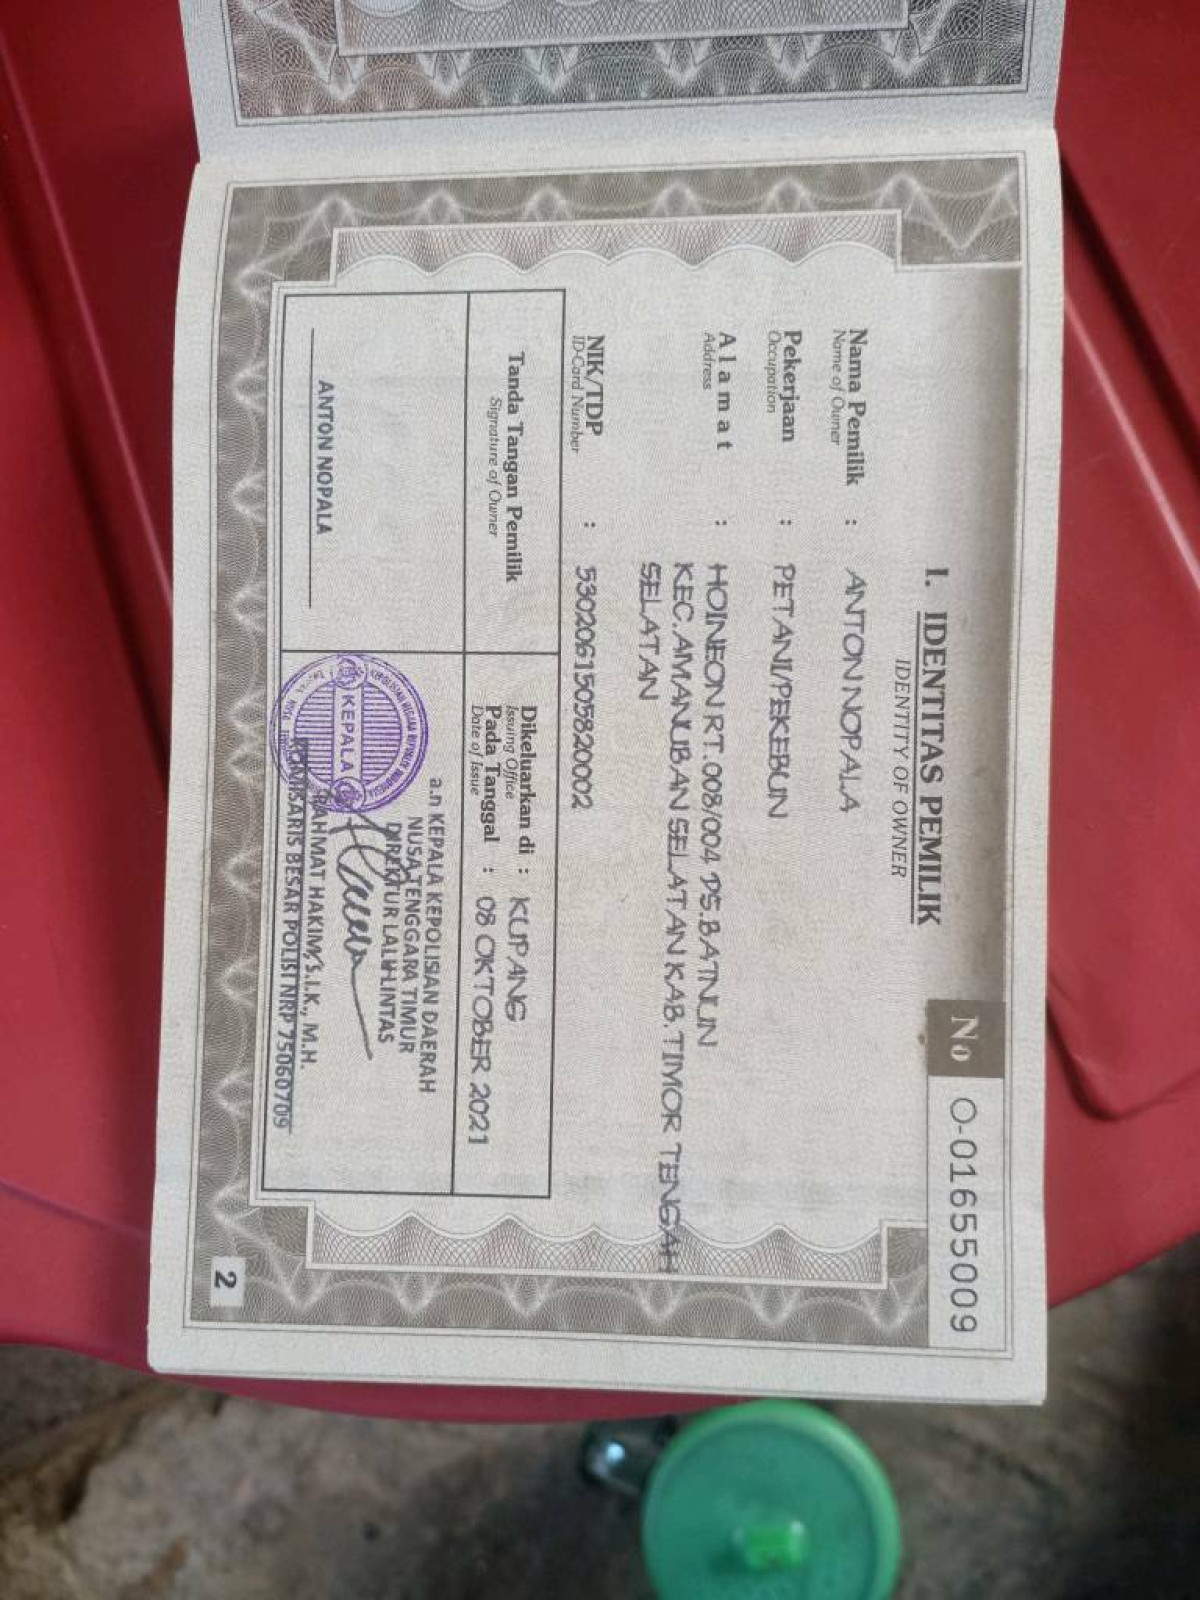 No O-01655009
I. IDENTITAS PEMILIK
IDENTITY OF OWNER
Nama Pemilik : ANTON NOPALA
Name of Owner
Pekerjaan : PETANI/PEKEBUN
Occupation
Alamat : HOINEON RT.008/004 DS.BATNUN
Address
KEC.AMANUBAN SELATAN KAB.TIMOR TENGAH
SELATAN
NIK/TDP : 5302061505820002
ID-Card Number
Tanda Tangan Pemilik
Signature of Owner
ANTON NOPALA
Dikeluarkan di : KUPANG
Issuing Office
Pada Tanggal : 08 OKTOBER 2021
Date of Issue
a.n KEPALA KEPOLISIAN DAERAH
NUSA TENGGARA TIMUR
DIREKTUR LALU LINTAS
KEPALA
RAHMAT HAKIM, S.I.K., M.H.
KOMISARIS BESAR POLISI NRP 75060709
2